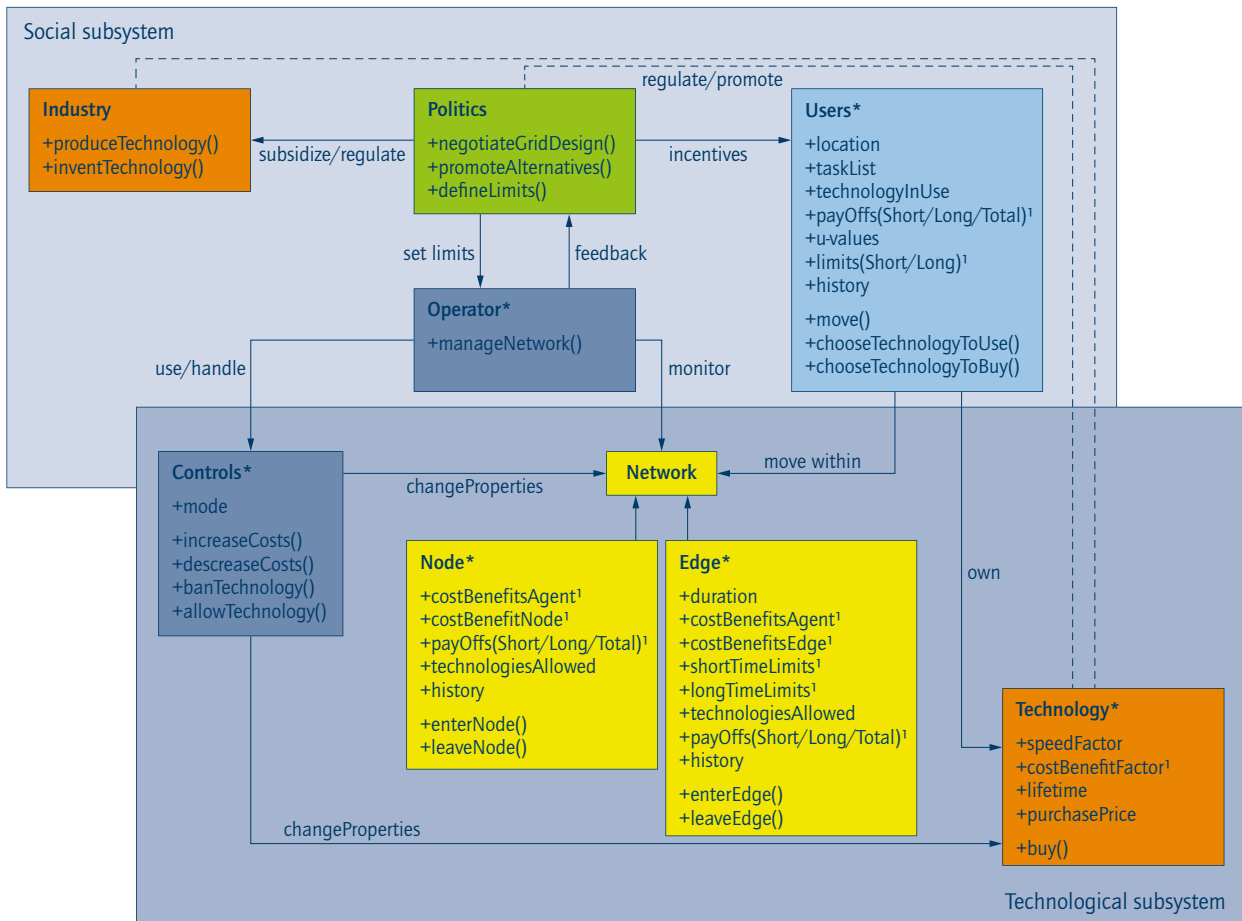 Social subsystem
regulate/promote
Industry
+produceTechnology()
+inventTechnology()
subsidize/regulate
Politics
+negotiateGridDesign()
+promoteAlternatives()
+defineLimits()
incentives
Users*
+location
+taskList
+technologyInUse
+payOffs(Short/Long/Total)¹
+u-values
+limits(Short/Long)¹
+history
+move()
+chooseTechnologyToUse()
+chooseTechnologyToBuy()
set limits
feedback
Operator*
+manageNetwork()
use/handle
monitor
Controls*
+mode
+increaseCosts()
+descreaseCosts()
+banTechnology()
+allowTechnology()
changeProperties
Network
move within
Node*
+costBenefitsAgent¹
+costBenefitNode¹
+payOffs(Short/Long/Total)¹
+technologiesAllowed
+history
+enterNode()
+leaveNode()
Edge*
+duration
+costBenefitsAgent¹
+costBenefitsEdge¹
+shortTimeLimits¹
+longTimeLimits¹
+technologiesAllowed
+payOffs(Short/Long/Total)¹
+history
+enterEdge()
+leaveEdge()
own
Technology*
+speedFactor
+costBenefitFactor¹
+lifetime
+purchasePrice
+buy()
changeProperties
Technological subsystem